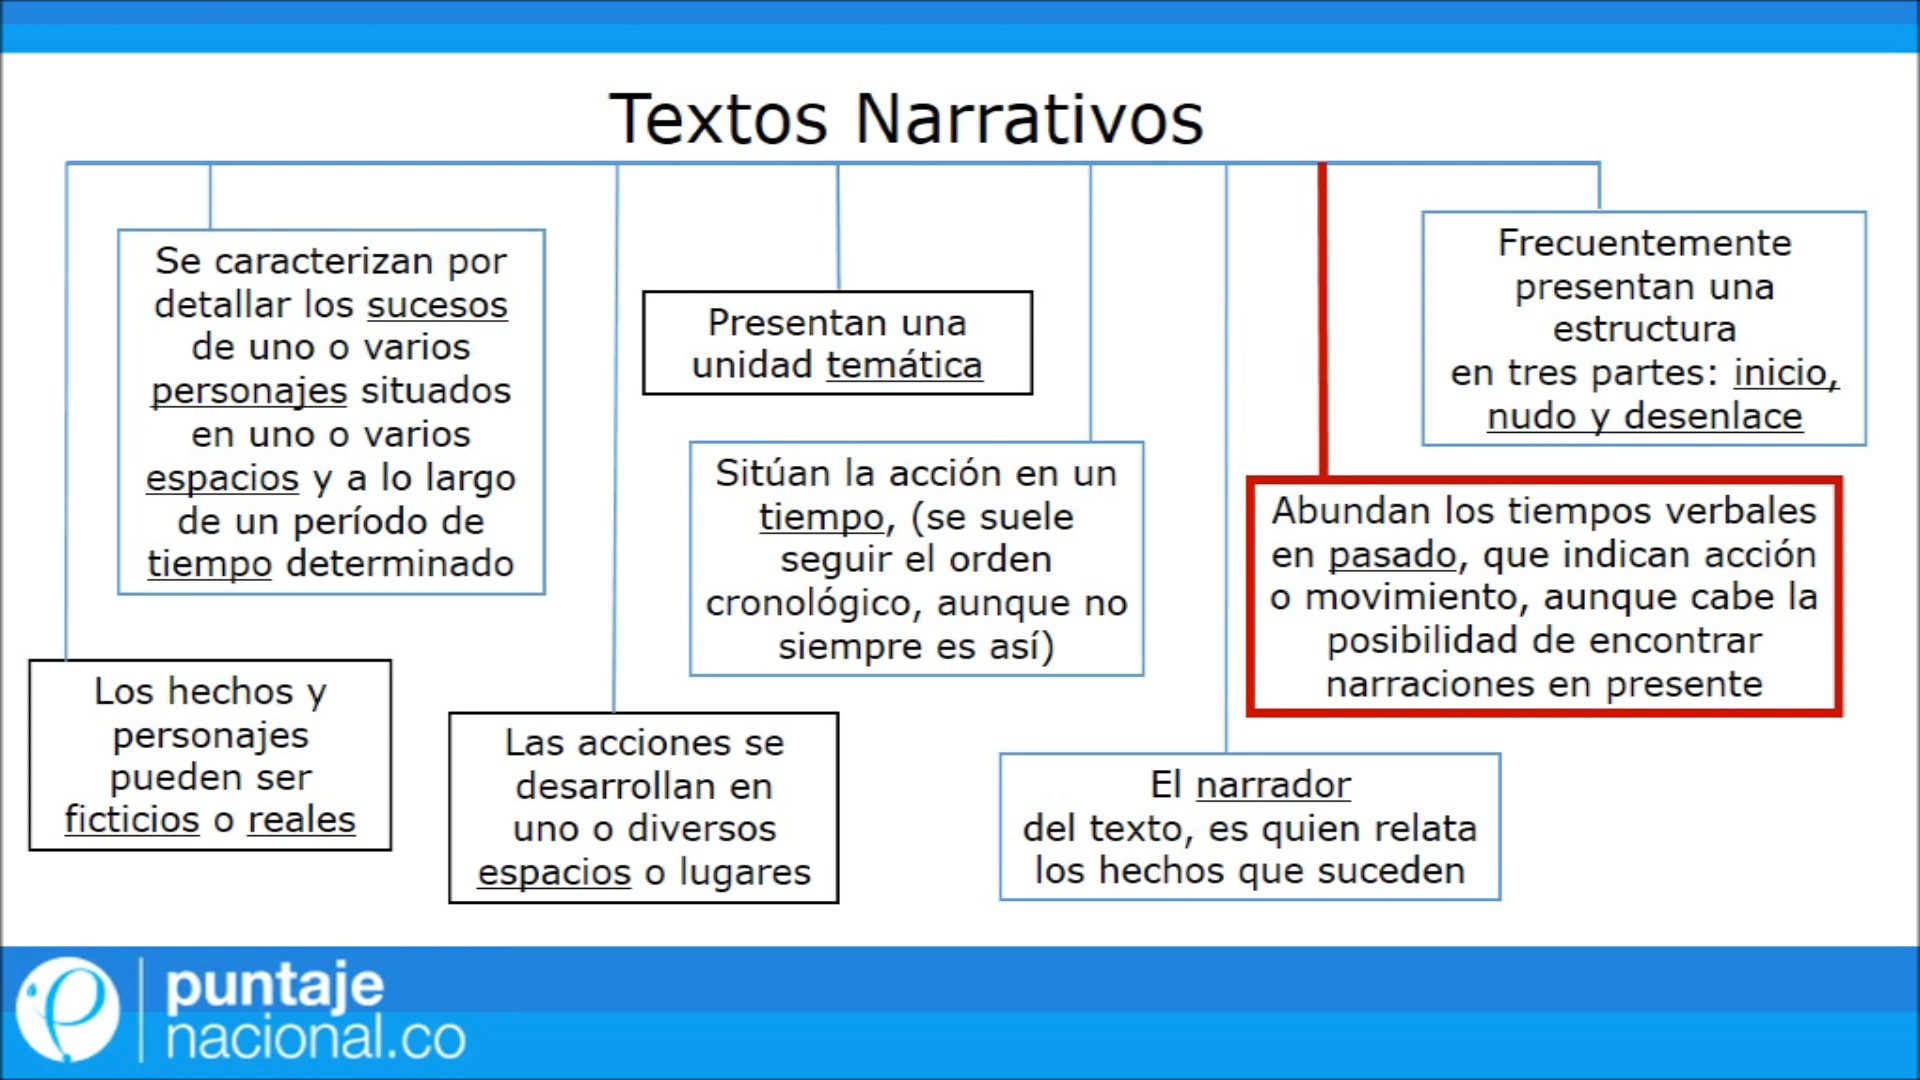 Textos Narrativos
Se caracterizan por
detallar los sucesos
de uno o varios
personajes situados
en uno o varios
espacios y a lo largo
de un período de
tiempo determinado
Los hechos y
personajes
pueden ser
ficticios o reales
Las acciones se
desarrollan en
uno o diversos
espacios o lugares
Presentan una
unidad temática
Sitúan la acción en un
tiempo, (se suele
seguir el orden
cronológico, aunque no
siempre es así)
El narrador
del texto, es quien relata
los hechos que suceden
Abundan los tiempos verbales
en pasado, que indican acción
o movimiento, aunque cabe la
posibilidad de encontrar
narraciones en presente
Frecuentemente
presentan una
estructura
en tres partes: inicio,
nudo y desenlace
puntaje
nacional.co